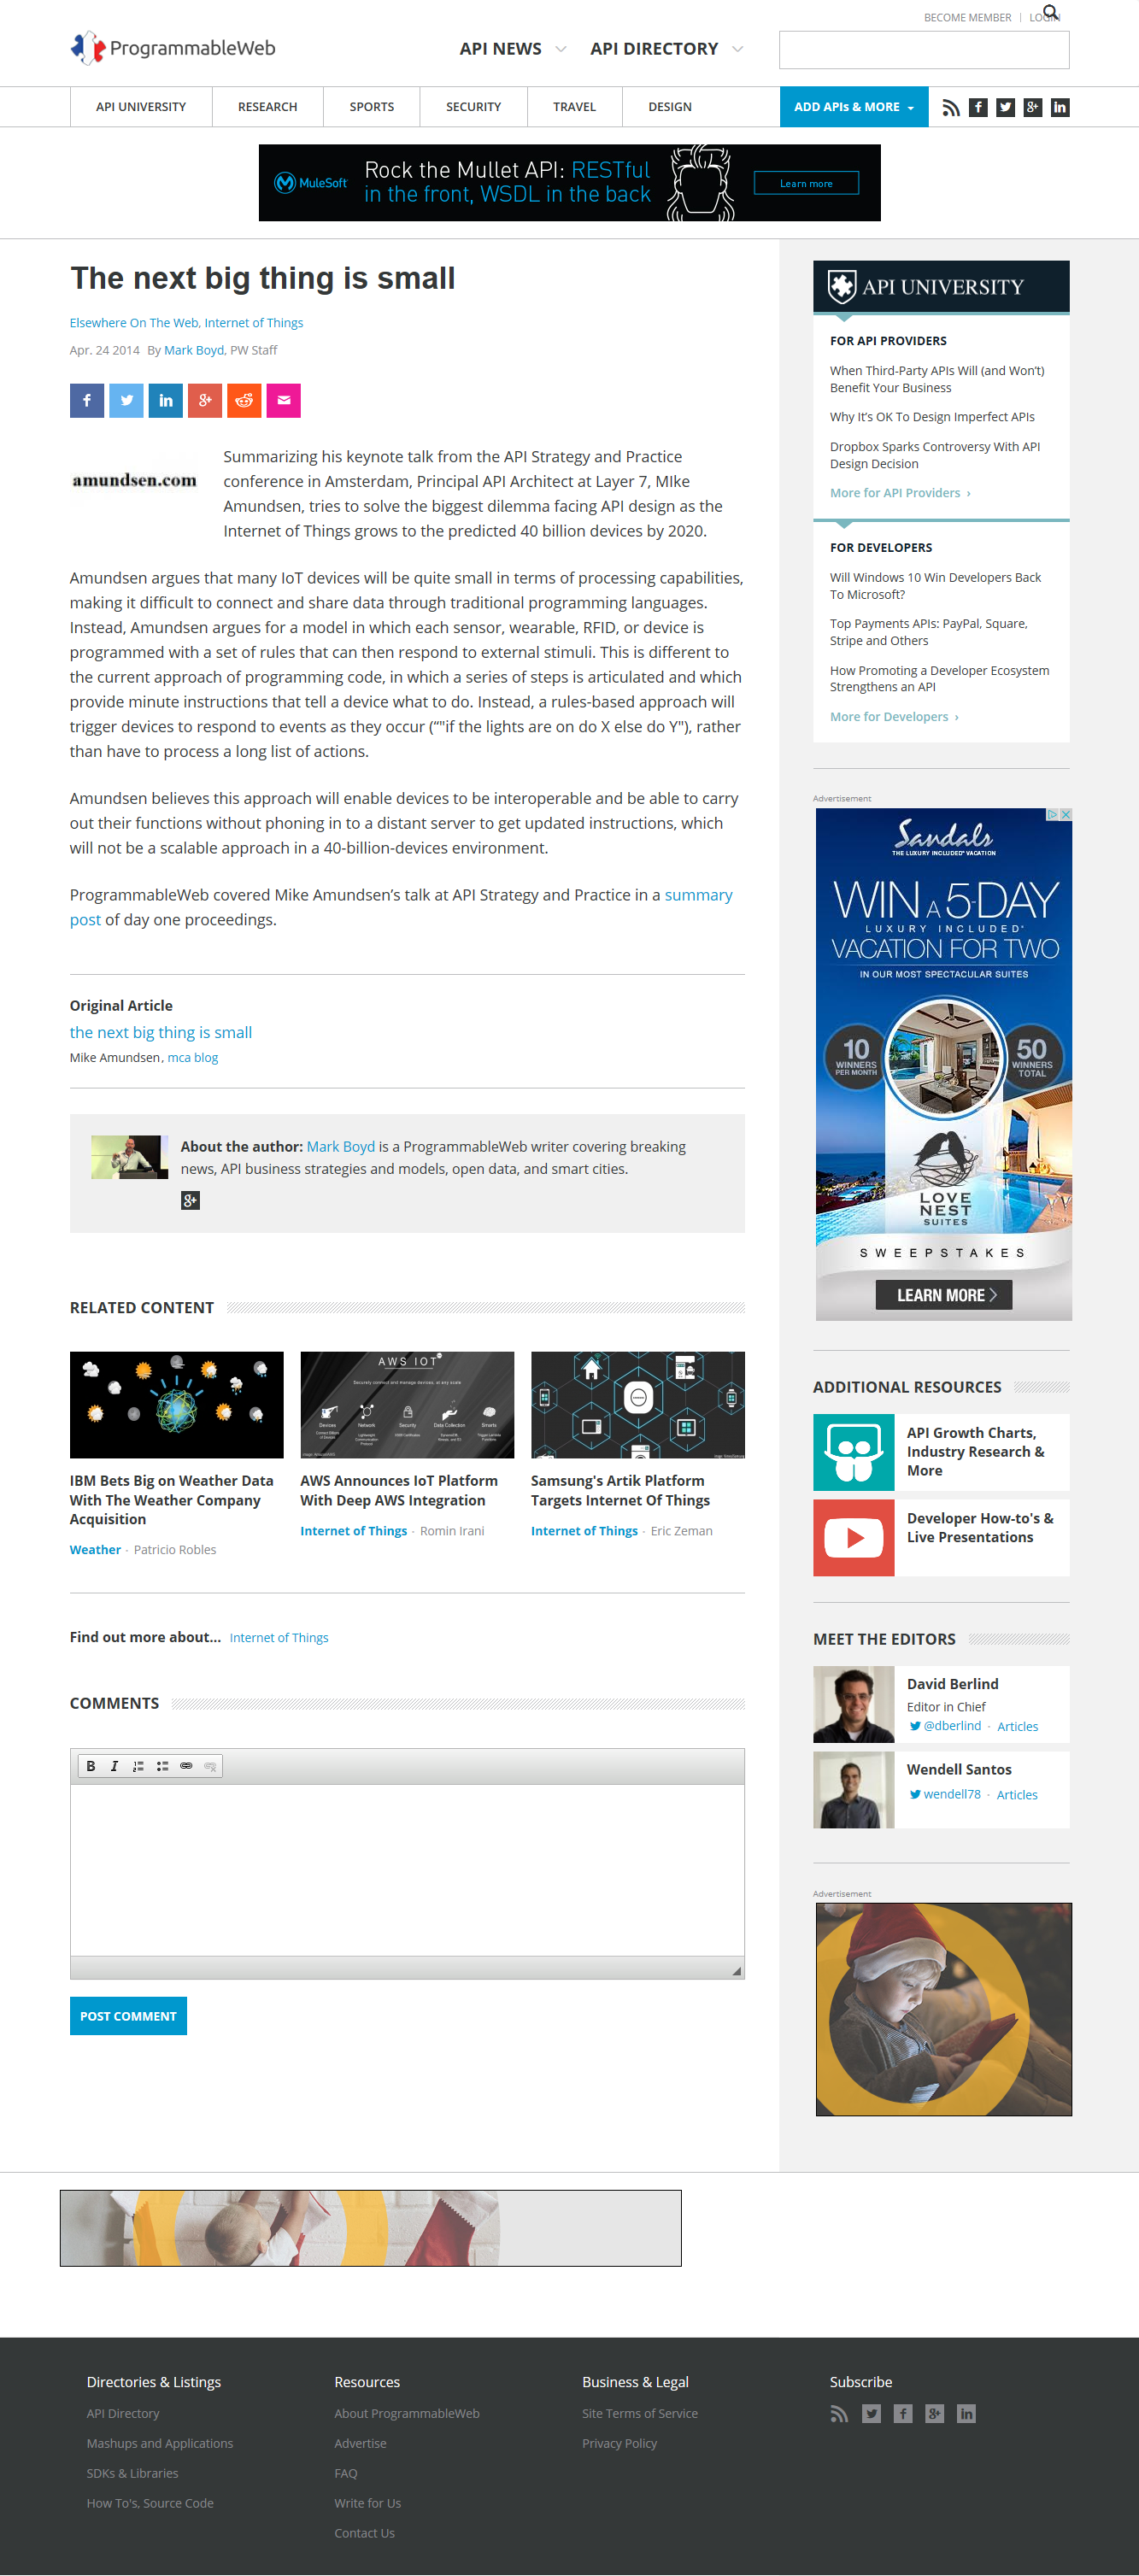 BECOME MEMBER | LOGIN
ProgrammableWeb
API NEWS
API DIRECTORY
API UNIVERSITY
RESEARCH
SPORTS
SECURITY
TRAVEL
DESIGN
ADD APIs & MORE
MuleSoft
Rock the Mullet API: RESTful
in the front, WSDL in the back
Learn more
The next big thing is small
Elsewhere On The Web, Internet of Things
Apr. 24 2014 By Mark Boyd, PW Staff
amundsen.com
Summarizing his keynote talk from the API Strategy and Practice
conference in Amsterdam, Principal API Architect at Layer 7, MIke
Amundsen, tries to solve the biggest dilemma facing API design as the
Internet of Things grows to the predicted 40 billion devices by 2020.
Amundsen argues that many IoT devices will be quite small in terms of processing capabilities,
making it difficult to connect and share data through traditional programming languages.
Instead, Amundsen argues for a model in which each sensor, wearable, RFID, or device is
programmed with a set of rules that can then respond to external stimuli. This is different to
the current approach of programming code, in which a series of steps is articulated and which
provide minute instructions that tell a device what to do. Instead, a rules-based approach will
trigger devices to respond to events as they occur (“"if the lights are on do X else do Y"), rather
than have to process a long list of actions.
Amundsen believes this approach will enable devices to be interoperable and be able to carry
out their functions without phoning in to a distant server to get updated instructions, which
will not be a scalable approach in a 40-billion-devices environment.
ProgrammableWeb covered Mike Amundsen’s talk at API Strategy and Practice in a summary
post of day one proceedings.
Original Article
the next big thing is small
Mike Amundsen, mca blog
About the author: Mark Boyd is a ProgrammableWeb writer covering breaking
news, API business strategies and models, open data, and smart cities.
RELATED CONTENT
AWS IOT
Securely connect and manage devices, at any scale
Devices
Network
Security
Data Collection
Smarts
IBM Bets Big on Weather Data
With The Weather Company
Acquisition
Weather · Patricio Robles
AWS Announces IoT Platform
With Deep AWS Integration
Internet of Things · Romin Irani
Samsung's Artik Platform
Targets Internet Of Things
Internet of Things · Eric Zeman
Find out more about... Internet of Things
COMMENTS
B I
POST COMMENT
API UNIVERSITY
FOR API PROVIDERS
When Third-Party APIs Will (and Won’t)
Benefit Your Business
Why It’s OK To Design Imperfect APIs
Dropbox Sparks Controversy With API
Design Decision
More for API Providers ›
FOR DEVELOPERS
Will Windows 10 Win Developers Back
To Microsoft?
Top Payments APIs: PayPal, Square,
Stripe and Others
How Promoting a Developer Ecosystem
Strengthens an API
More for Developers ›
Advertisement
Sandals
THE LUXURY INCLUDED® VACATION
WIN A 5-DAY
LUXURY INCLUDED®
VACATION FOR TWO
IN OUR MOST SPECTACULAR SUITES
10
WINNERS
PER MONTH
50
WINNERS
TOTAL
LOVE
NEST
SUITES
SWEEPSTAKES
LEARN MORE
ADDITIONAL RESOURCES
API Growth Charts,
Industry Research &
More
Developer How-to's &
Live Presentations
MEET THE EDITORS
David Berlind
Editor in Chief
@dberlind · Articles
Wendell Santos
wendell78 · Articles
Advertisement
Directories & Listings
API Directory
Mashups and Applications
SDKs & Libraries
How To's, Source Code
Resources
About ProgrammableWeb
Advertise
FAQ
Write for Us
Contact Us
Business & Legal
Site Terms of Service
Privacy Policy
Subscribe